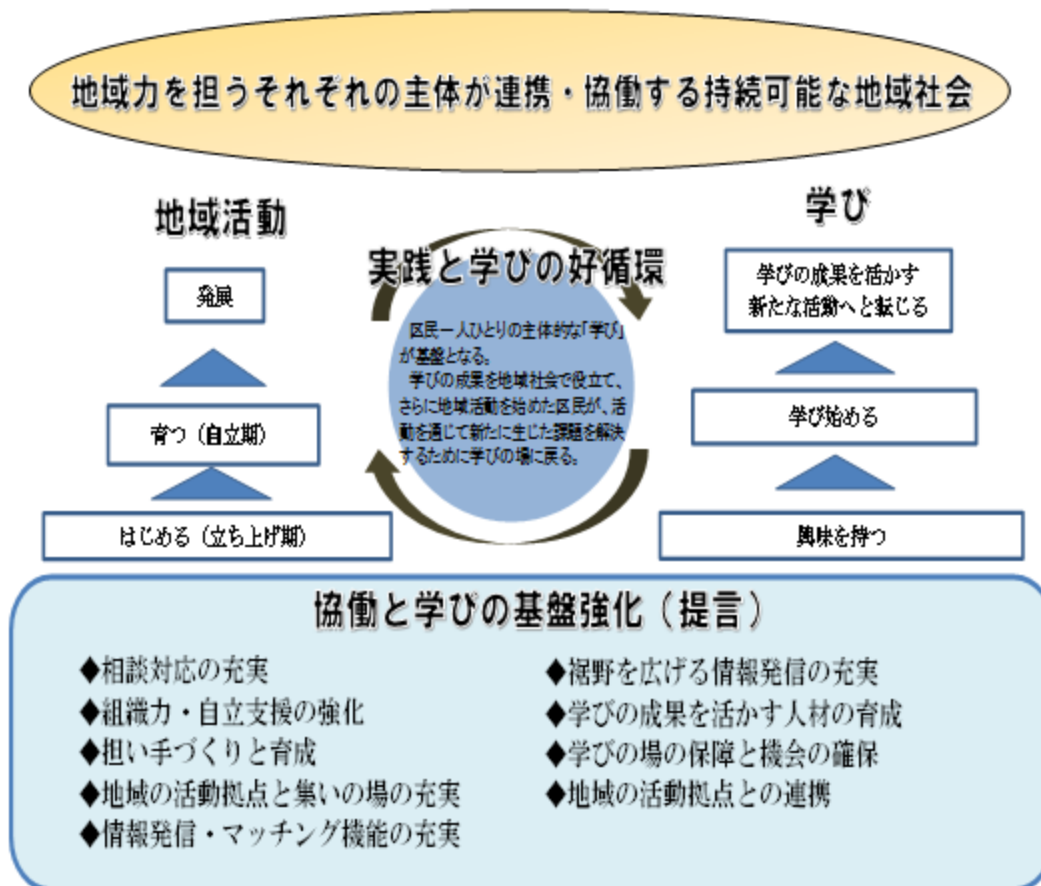 地域力を担うそれぞれの主体が連携・協働する持続可能な地域社会
地域活動
発展
育つ（自立期）
はじめる（立ち上げ期）
実践と学びの好循環
区民一人ひとりの主体的な「学び」
が基盤となる。
学びの成果を地域社会で役立て、
さらに地域活動を始めた区民が、活
動を通じて新たに生じた課題を解決
するために学びの場に戻る。
学び
学びの成果を活かす
新たな活動へと転じる
学び始める
興味を持つ
協働と学びの基盤強化（提言）
◆相談対応の充実
◆組織力・自立支援の強化
◆担い手づくりと育成
◆地域の活動拠点と集いの場の充実
◆情報発信・マッチング機能の充実
◆裾野を広げる情報発信の充実
◆学びの成果を活かす人材の育成
◆学びの場の保障と機会の確保
◆地域の活動拠点との連携